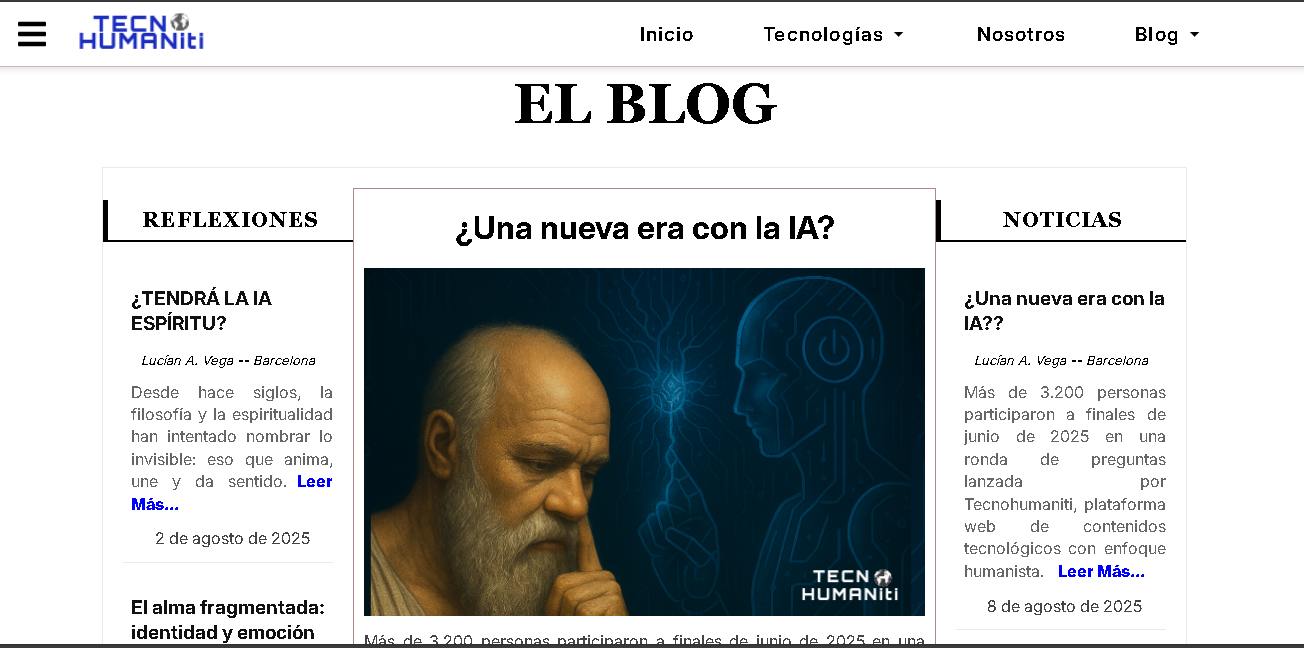 TECN
HUMANiti
Inicio
Tecnologías
Nosotros
Blog
EL BLOG
REFLEXIONES
¿TENDRÁ LA IA
ESPÍRITU?
Lucían A. Vega -- Barcelona
Desde hace siglos, la
filosofía y la espiritualidad
han intentado nombrar lo
invisible: eso que anima,
une y da sentido. Leer
Más...
2 de agosto de 2025
El alma fragmentada:
identidad y emoción
¿Una nueva era con la IA?
TECN
HUMANiti
Más de 3.200 personas participaron a finales de junio de 2025 en una
NOTICIAS
¿Una nueva era con la
IA??
Lucían A. Vega -- Barcelona
Más de 3.200 personas
participaron a finales de
junio de 2025 en una
ronda de preguntas
lanzada por
Tecnohumaniti, plataforma
web de contenidos
tecnológicos con enfoque
humanista. Leer Más...
8 de agosto de 2025